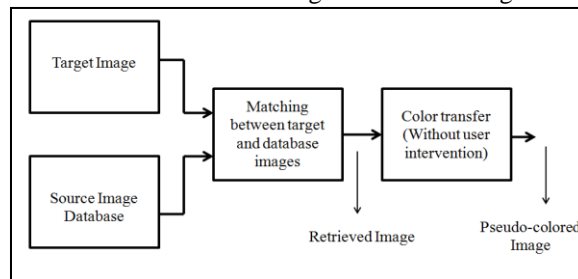 Target Image
Matching
between target
and database
images
Color transfer
(Without user
intervention)
Source Image
Database
Retrieved Image
Pseudo-colored
Image